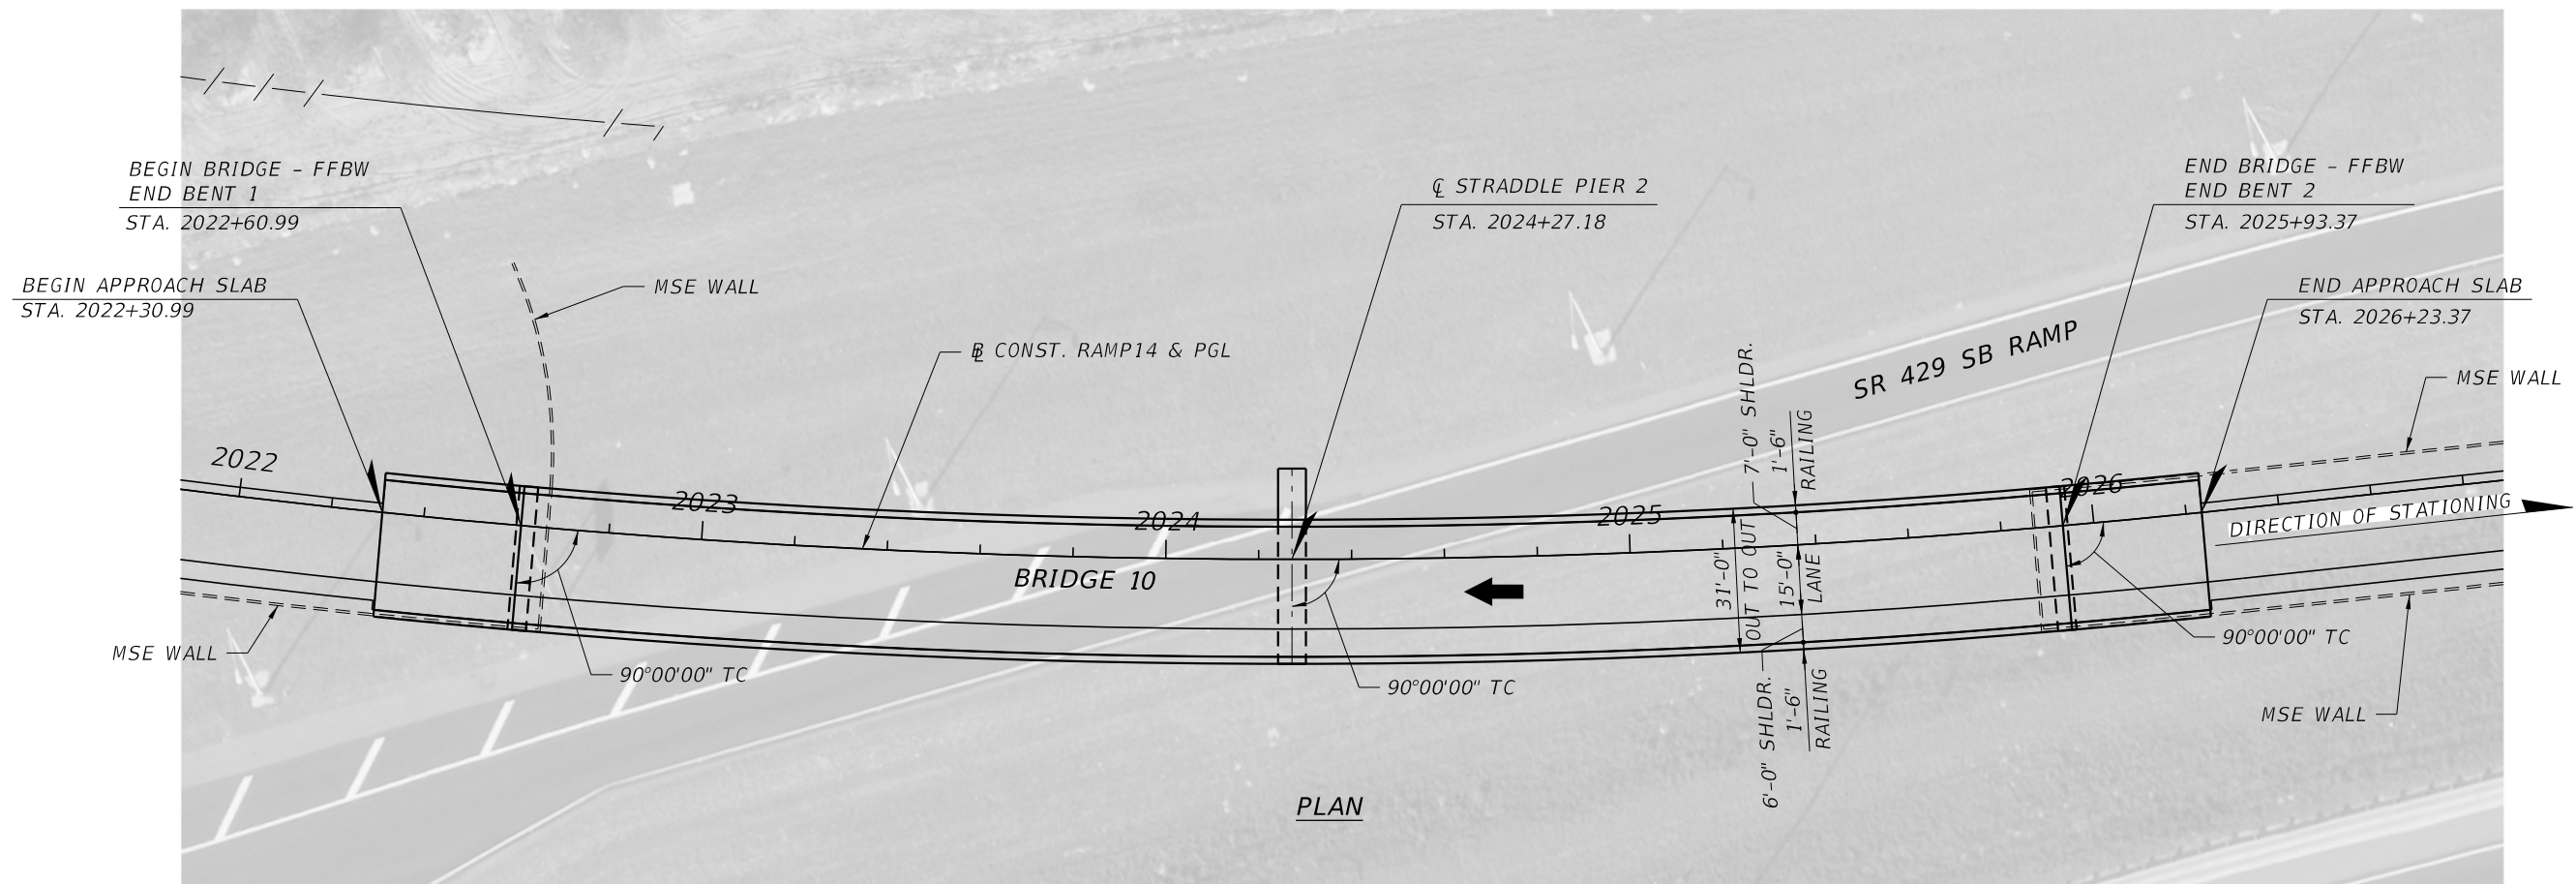 BEGIN BRIDGE - FFBW
END BENT 1
STA. 2022+60.99
BEGIN APPROACH SLAB
STA. 2022+30.99
MSE WALL
℄ STRADDLE PIER 2
STA. 2024+27.18
END BRIDGE - FFBW
END BENT 2
STA. 2025+93.37
END APPROACH SLAB
STA. 2026+23.37
MSE WALL
SR 429 SB RAMP
BL CONST. RAMP14 & PGL
2022
2023
2024
2025
2026
DIRECTION OF STATIONING
BRIDGE 10
7'-0" SHLDR.
1'-6"
RAILING
31'-0"
OUT TO OUT
15'-0"
LANE
6'-0" SHLDR.
1'-6"
RAILING
MSE WALL
90°00'00" TC
90°00'00" TC
90°00'00" TC
MSE WALL
PLAN